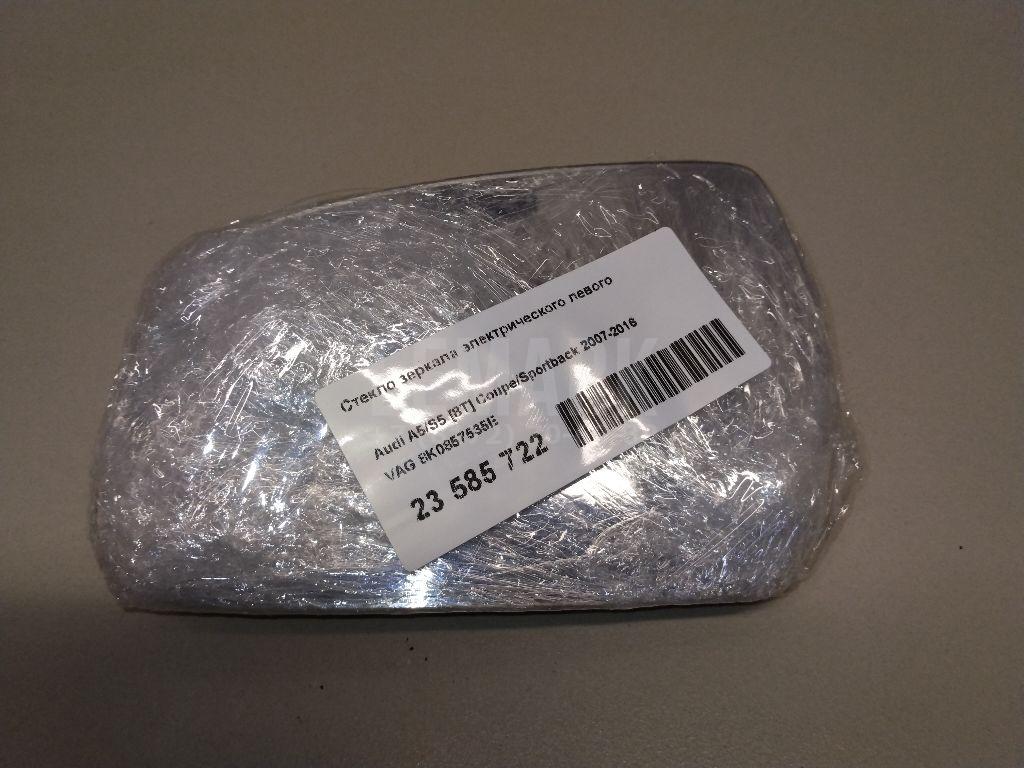 Стекло зеркала электрического левого
Audi A5/S5 [8T] Coupe/Sportback 2007-2016
VAG 8K0857535E
23 585 722